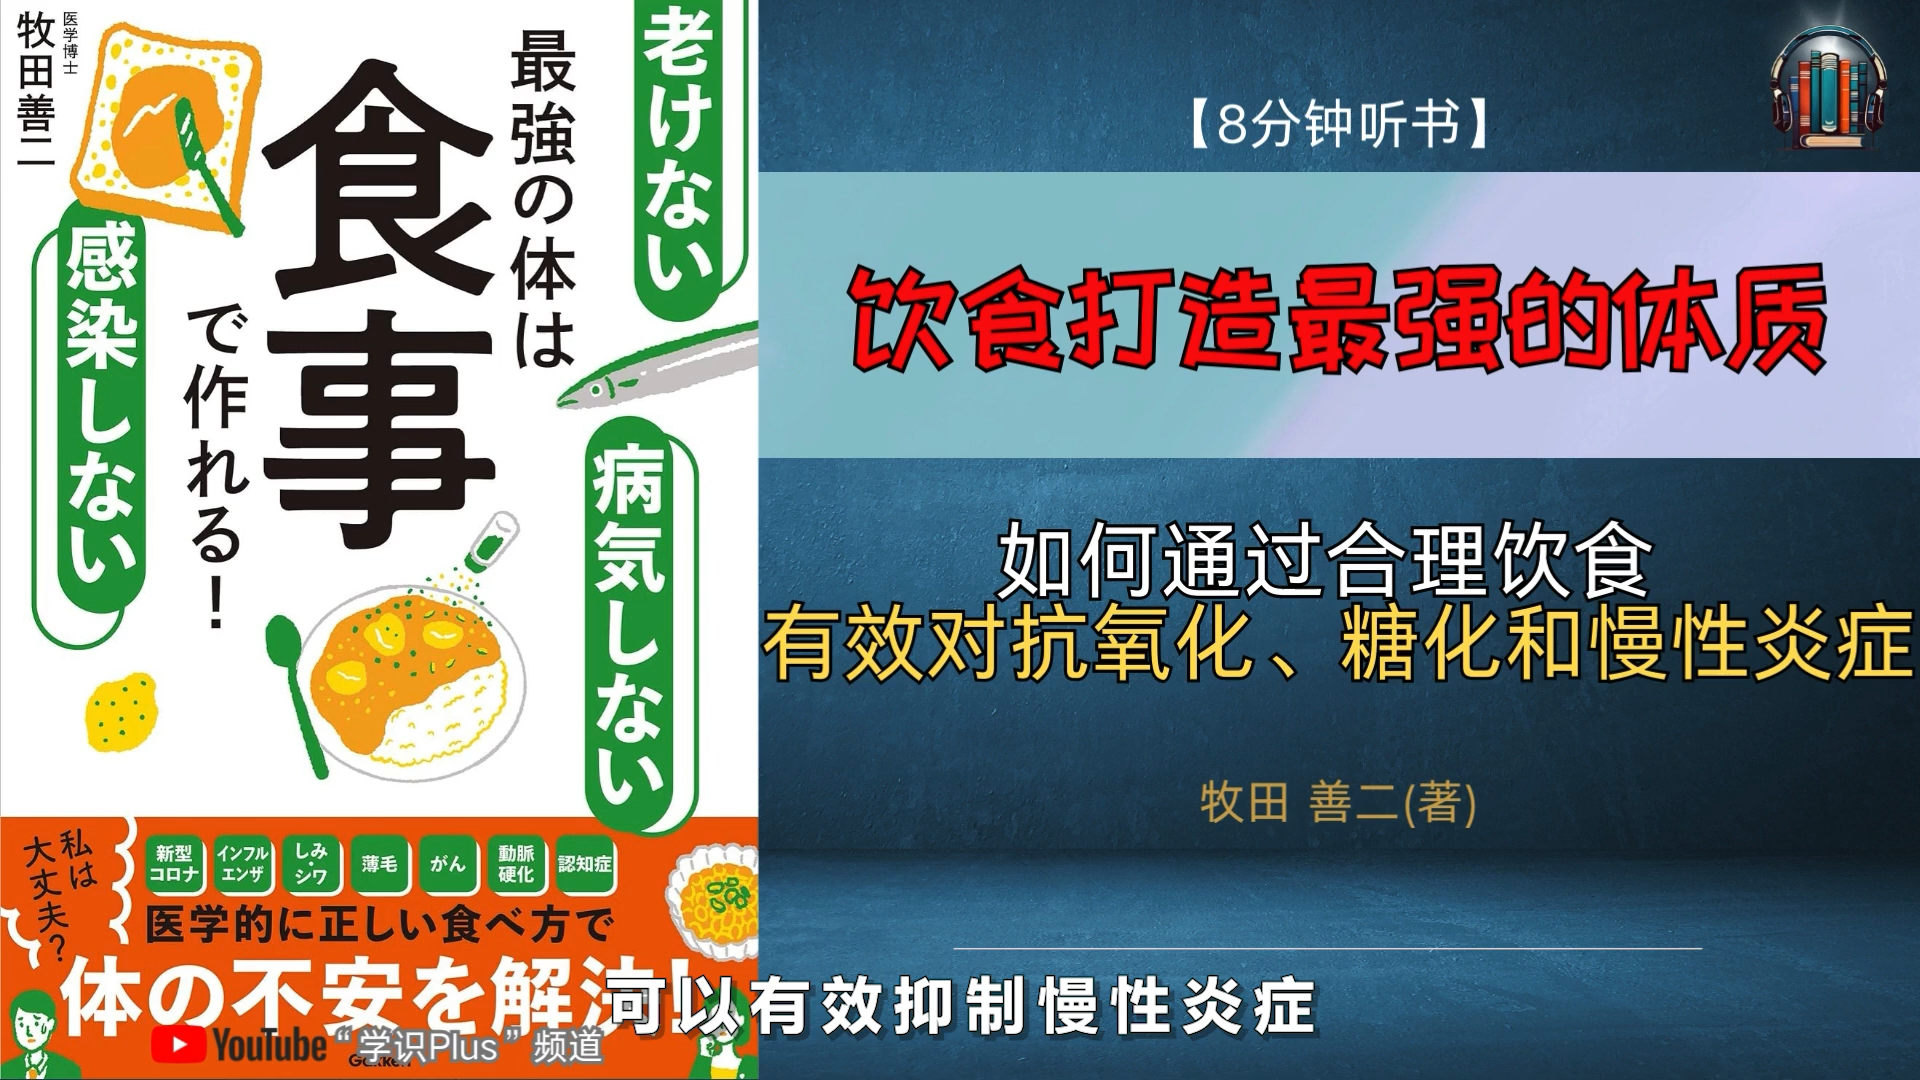 老けない
最強の体は
食事
で作れる!
医学博士
牧田善二
感染しない
病気しない
私は
大丈夫?
新型
コロナ
インフル
エンザ
しみ
・
シワ
薄毛
がん
動脈
硬化
認知症
医学的に正しい食べ方で
体の不安を解決!
Gakken
YouTube“学识Plus”频道
【8分钟听书】
饮食打造最强的体质
如何通过合理饮食
有效对抗氧化、糖化和慢性炎症
牧田 善二(著)
可以有效抑制慢性炎症